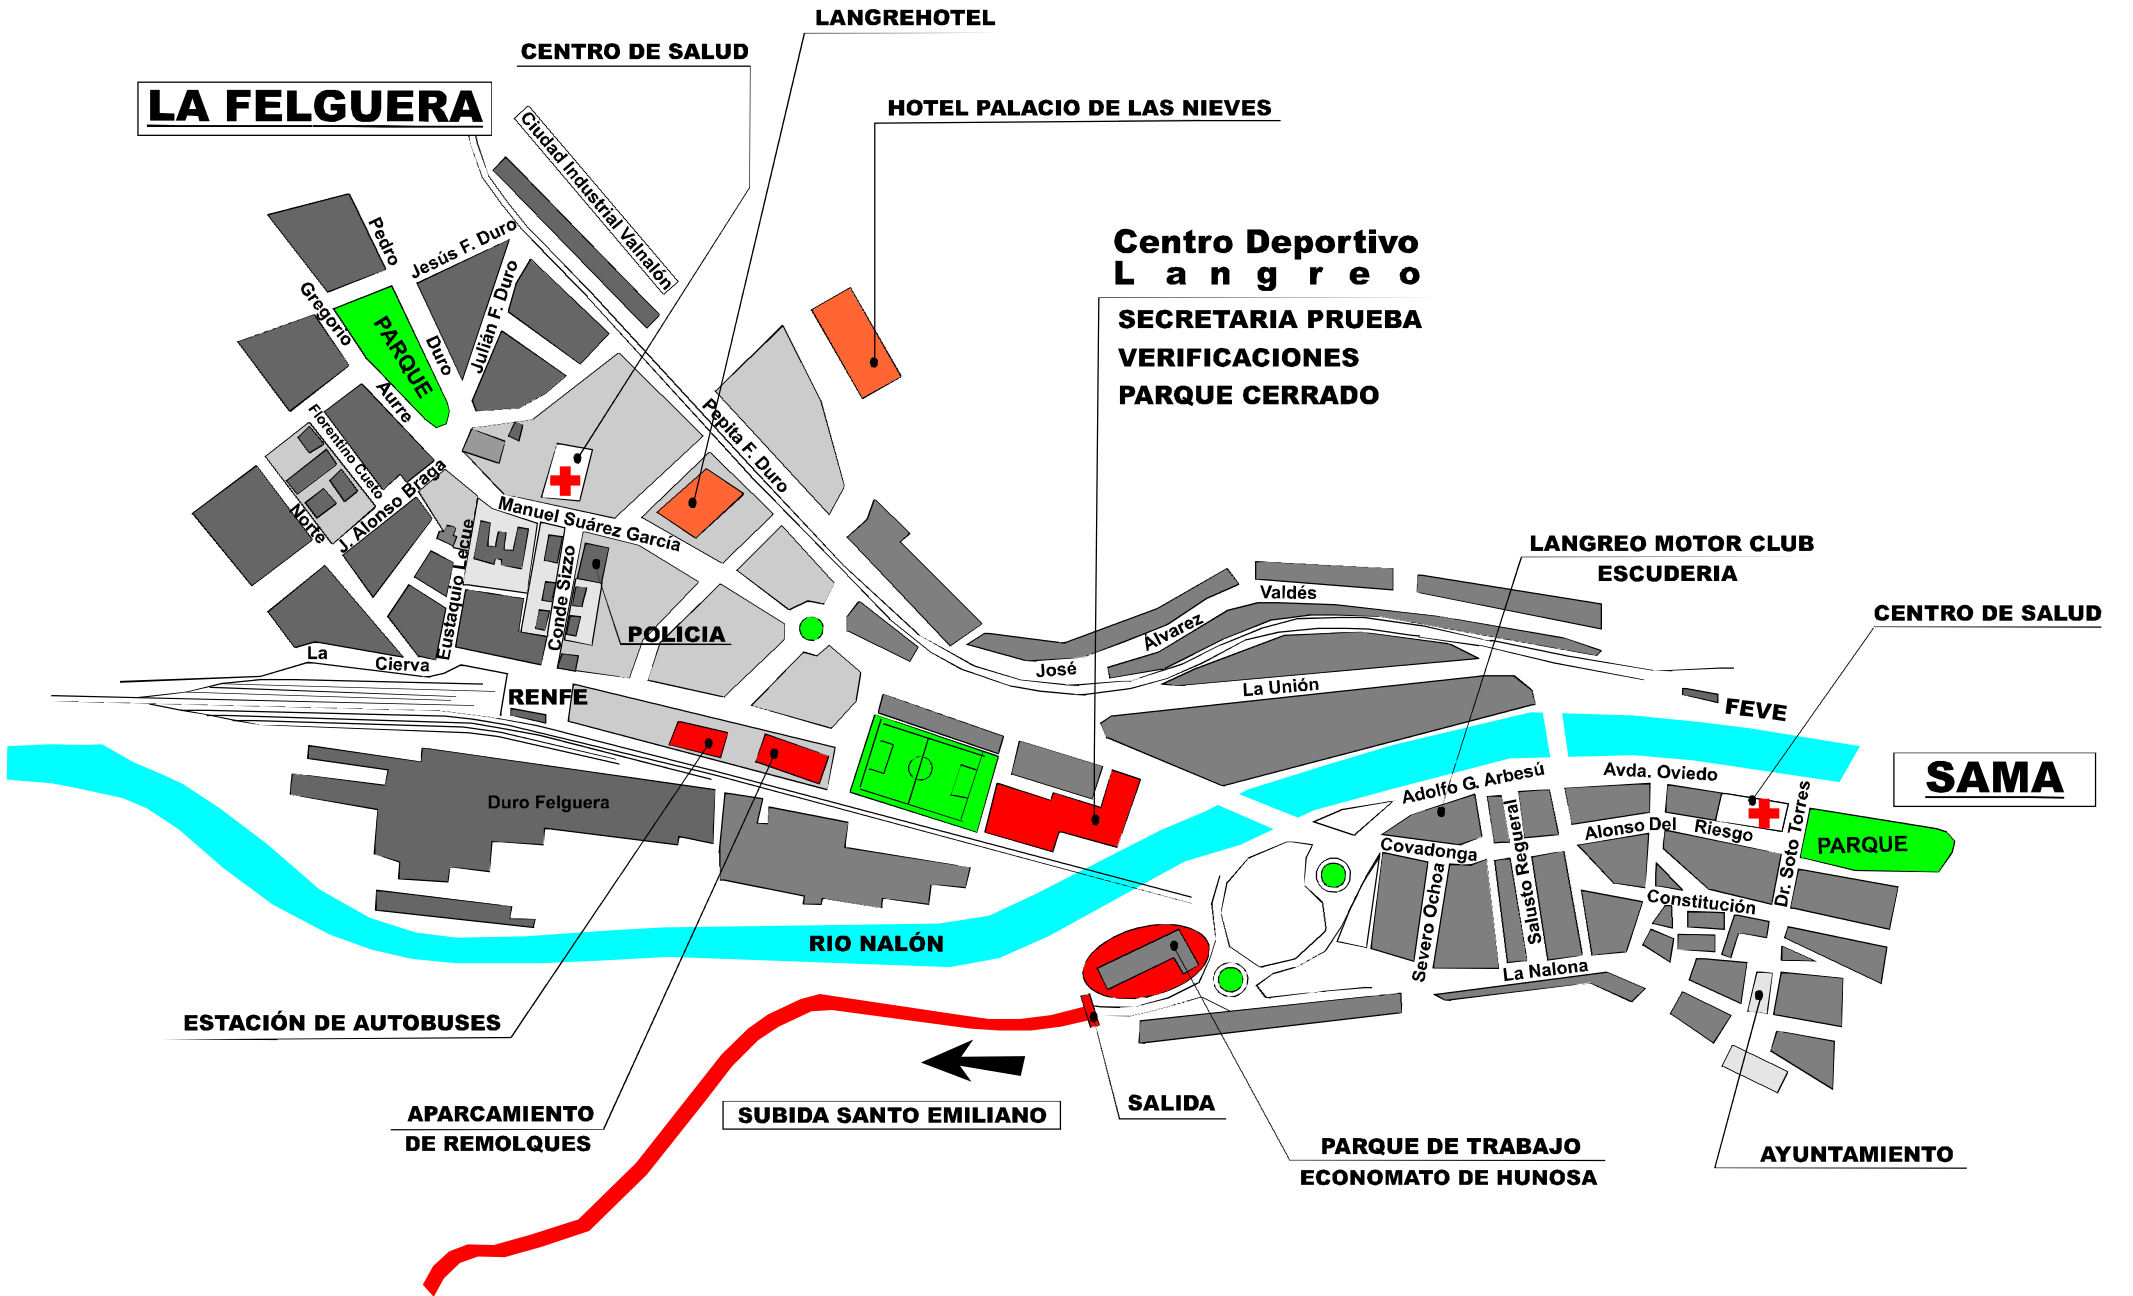 LANGREHOTEL
CENTRO DE SALUD
LA FELGUERA
HOTEL PALACIO DE LAS NIEVES
Ciudad Industrial Valnalón
Pedro
Duro
Jesús F. Duro
Julián F. Duro
Gregorio
Aurre
PARQUE
Centro Deportivo
Langreo
SECRETARIA PRUEBA
VERIFICACIONES
PARQUE CERRADO
Pepita F. Duro
Florentino Cueto
Norte
J. Alonso Braga
Manuel Suárez García
Eustaquio Lecue
Conde Sizzo
POLICIA
La
Cierva
RENFE
LANGREO MOTOR CLUB
ESCUDERIA
CENTRO DE SALUD
José
Álvarez
Valdés
La Unión
FEVE
SAMA
Duro Felguera
Adolfo G. Arbesú
Avda. Oviedo
Alonso Del
Riesgo
Dr. Soto Torres
PARQUE
Covadonga
Severo Ochoa
Salusto Regueral
Constitución
La Nalona
RIO NALÓN
ESTACIÓN DE AUTOBUSES
APARCAMIENTO
DE REMOLQUES
SUBIDA SANTO EMILIANO
SALIDA
PARQUE DE TRABAJO
ECONOMATO DE HUNOSA
AYUNTAMIENTO